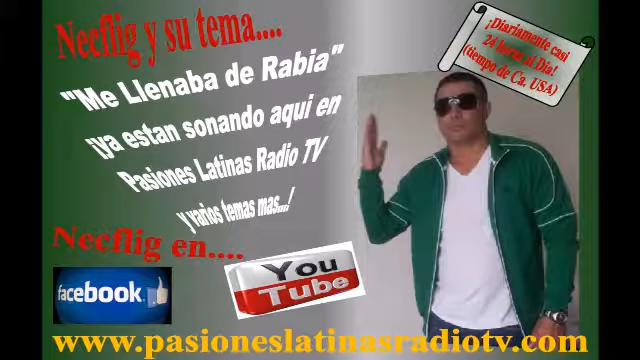 Necflig y su tema....
"Me Llenaba de Rabia"
¡ya estan sonando aqui en
Pasiones Latinas Radio TV
y varios temas mas...!
¡Diariamente casi
24 horas al Dia!
(tiempo de Ca. USA)
Necflig en....
facebook
You
Tube
www.pasioneslatinasradiotv.com